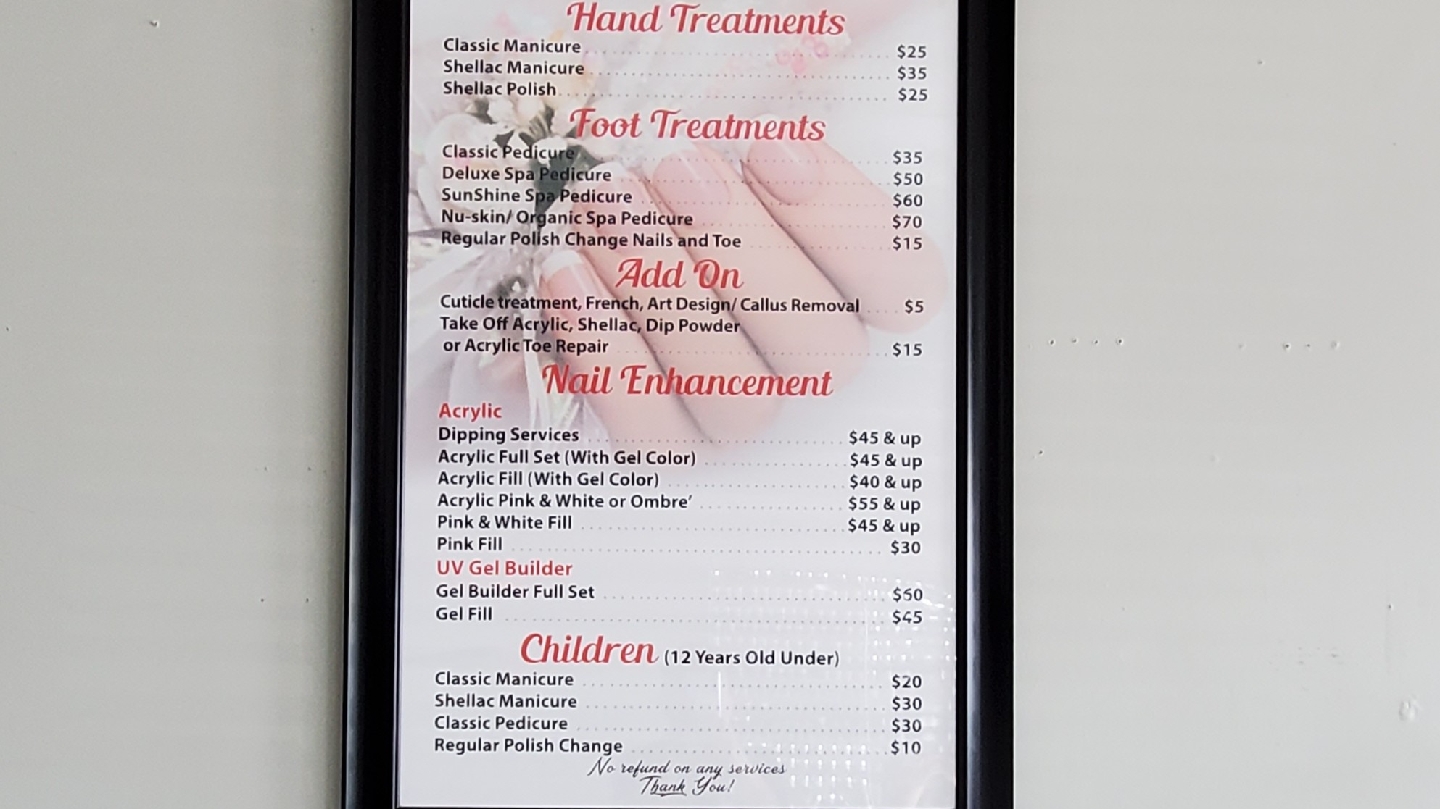 Hand Treatments
Classic Manicure $25
Shellac Manicure $35
Shellac Polish $25
Foot Treatments
Classic Pedicure $35
Deluxe Spa Pedicure $50
SunShine Spa Pedicure $60
Nu-skin/ Organic Spa Pedicure $70
Regular Polish Change Nails and Toe $15
Add On
Cuticle treatment, French, Art Design/ Callus Removal $5
Take Off Acrylic, Shellac, Dip Powder
or Acrylic Toe Repair $15
Nail Enhancement
Acrylic
Dipping Services $45 & up
Acrylic Full Set (With Gel Color) $45 & up
Acrylic Fill (With Gel Color) $40 & up
Acrylic Pink & White or Ombre' $55 & up
Pink & White Fill $45 & up
Pink Fill $30
UV Gel Builder
Gel Builder Full Set $60
Gel Fill $45
Children (12 Years Old Under)
Classic Manicure $20
Shellac Manicure $30
Classic Pedicure $30
Regular Polish Change $10
No refund on any services
Thank You!